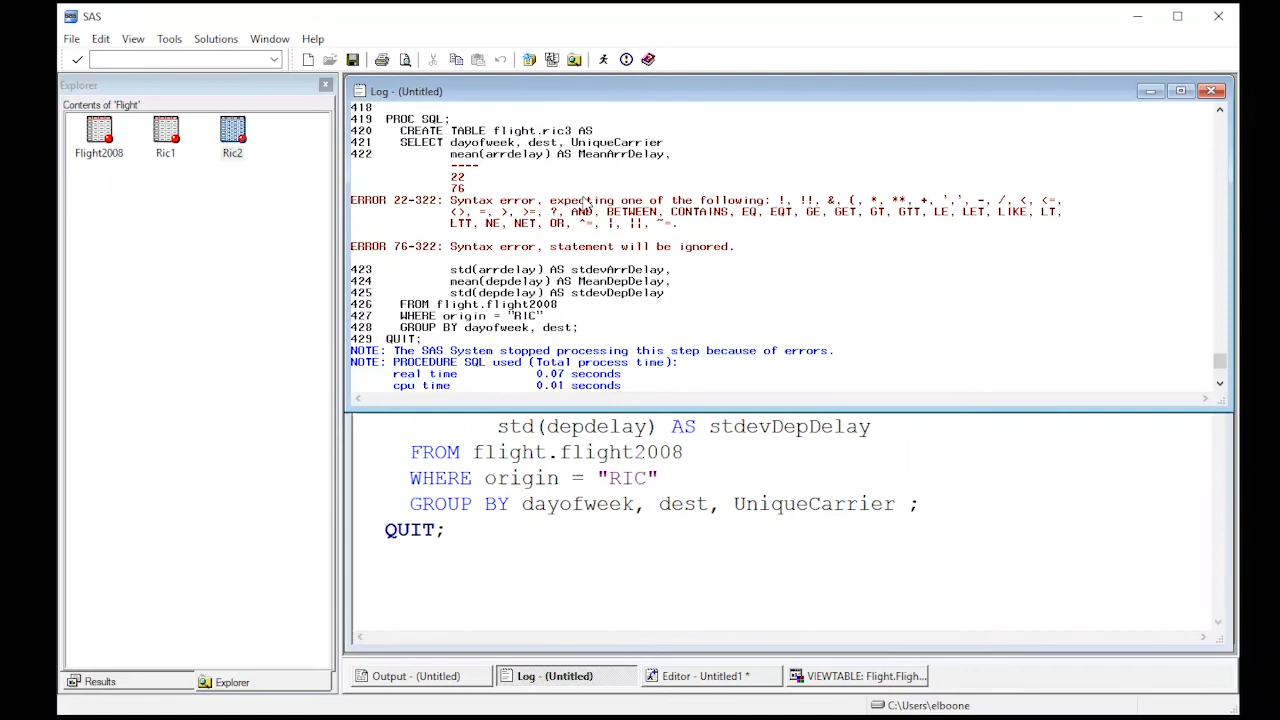 SAS
File Edit View Tools Solutions Window Help
Explorer
Contents of 'Flight'
Flight2008 Ric1 Ric2
Results Explorer
Log - (Untitled)
418
419 PROC SQL;
420 CREATE TABLE flight.ric3 AS
421 SELECT dayofweek, dest, UniqueCarrier
422 mean(arrdelay) AS MeanArrDelay,
----
22
76
ERROR 22-322: Syntax error, expecting one of the following: !, !!, &, (, *, **, +, ',', -, /, <, <=,
<>, =, >, >=, ?, AND, BETWEEN, CONTAINS, EQ, EQT, GE, GET, GT, GTT, LE, LET, LIKE, LT,
LTT, NE, NET, OR, ^=, |, ||, ~=.
ERROR 76-322: Syntax error, statement will be ignored.
423 std(arrdelay) AS stdevArrDelay,
424 mean(depdelay) AS MeanDepDelay,
425 std(depdelay) AS stdevDepDelay
426 FROM flight.flight2008
427 WHERE origin = "RIC"
428 GROUP BY dayofweek, dest;
429 QUIT;
NOTE: The SAS System stopped processing this step because of errors.
NOTE: PROCEDURE SQL used (Total process time):
real time 0.07 seconds
cpu time 0.01 seconds
std(depdelay) AS stdevDepDelay
FROM flight.flight2008
WHERE origin = "RIC"
GROUP BY dayofweek, dest, UniqueCarrier ;
QUIT;
Output - (Untitled) Log - (Untitled) Editor - Untitled1 * VIEWTABLE: Flight.Fligh...
C:\Users\elboone